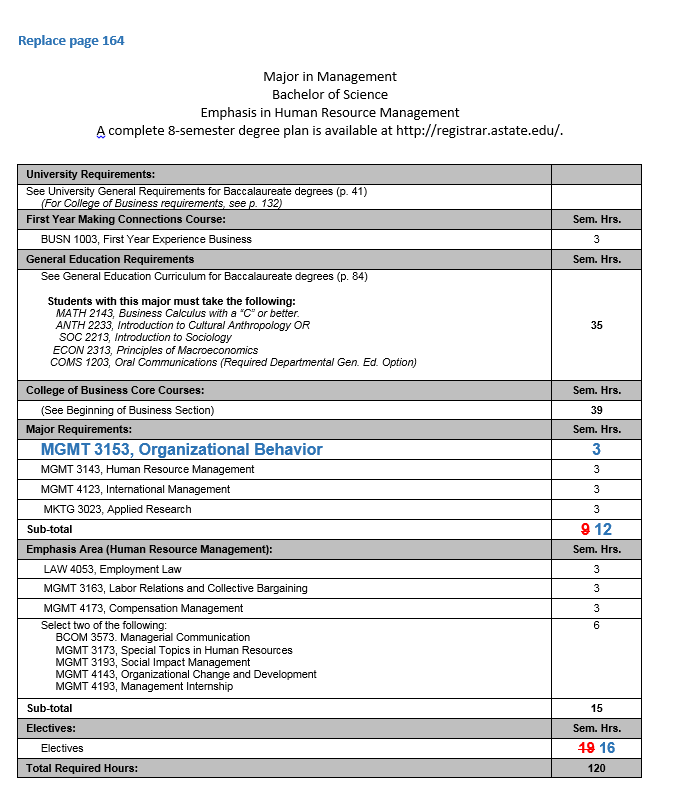 Replace page 164
Major in Management
Bachelor of Science
Emphasis in Human Resource Management
A complete 8-semester degree plan is available at http://registrar.astate.edu/.
University Requirements:
See University General Requirements for Baccalaureate degrees (p. 41)
(For College of Business requirements, see p. 132)
First Year Making Connections Course: Sem. Hrs.
BUSN 1003, First Year Experience Business 3
General Education Requirements Sem. Hrs.
See General Education Curriculum for Baccalaureate degrees (p. 84)
Students with this major must take the following:
MATH 2143, Business Calculus with a “C” or better.
ANTH 2233, Introduction to Cultural Anthropology OR
SOC 2213, Introduction to Sociology
ECON 2313, Principles of Macroeconomics
COMS 1203, Oral Communications (Required Departmental Gen. Ed. Option)
35
College of Business Core Courses: Sem. Hrs.
(See Beginning of Business Section) 39
Major Requirements: Sem. Hrs.
MGMT 3153, Organizational Behavior 3
MGMT 3143, Human Resource Management 3
MGMT 4123, International Management 3
MKTG 3023, Applied Research 3
Sub-total 9 12
Emphasis Area (Human Resource Management): Sem. Hrs.
LAW 4053, Employment Law 3
MGMT 3163, Labor Relations and Collective Bargaining 3
MGMT 4173, Compensation Management 3
Select two of the following: 6
BCOM 3573. Managerial Communication
MGMT 3173, Special Topics in Human Resources
MGMT 3193, Social Impact Management
MGMT 4143, Organizational Change and Development
MGMT 4193, Management Internship
Sub-total 15
Electives: Sem. Hrs.
Electives 19 16
Total Required Hours: 120